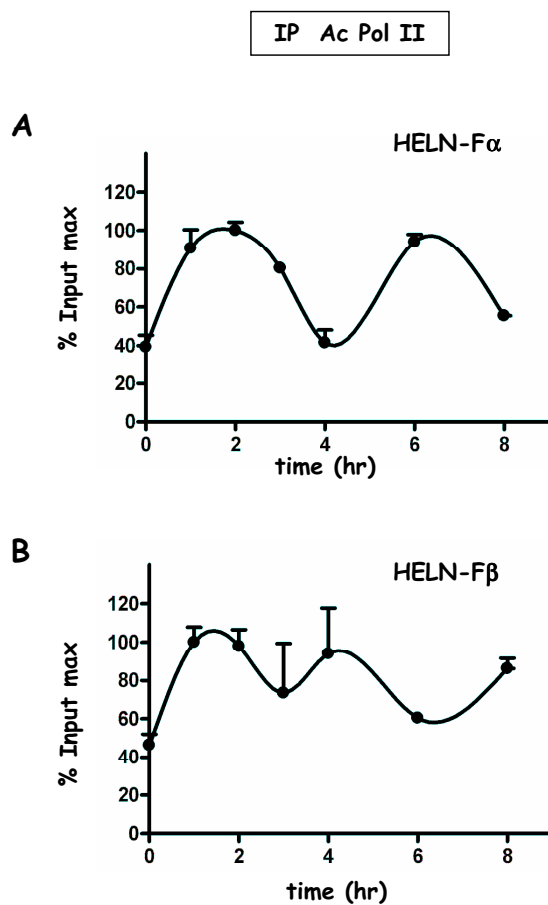 IP Ac Pol II
A
HELN-Fα
% Input max
120
100
80
60
40
20
0
0 2 4 6 8
time (hr)
B
HELN-Fβ
% Input max
120
100
80
60
40
20
0
0 2 4 6 8
time (hr)